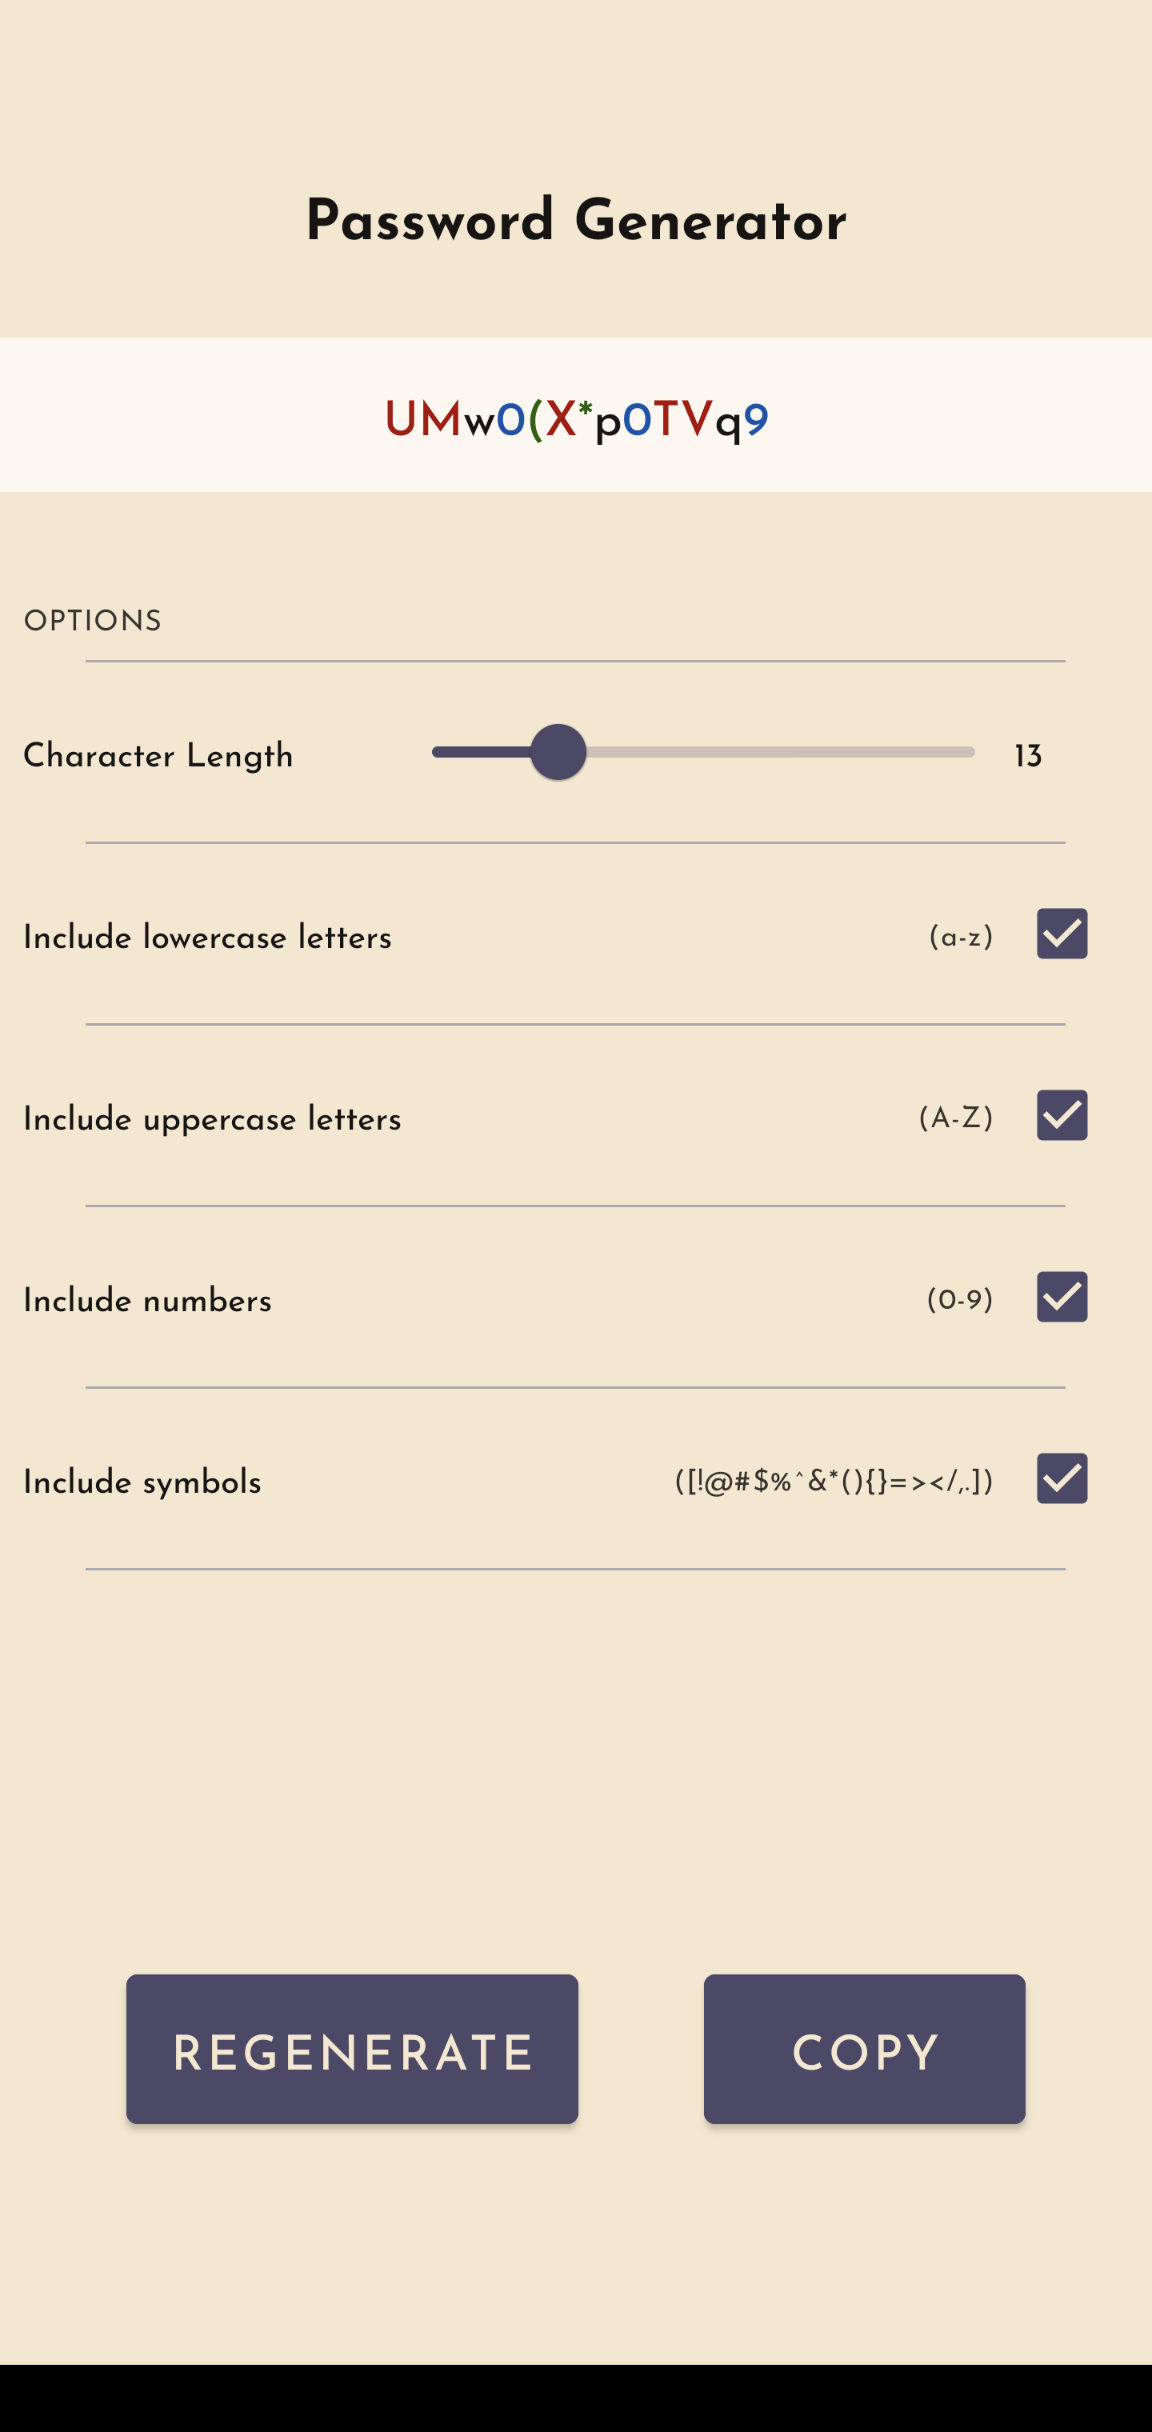 Password Generator
UMw0(X*p0TVq9
OPTIONS
Character Length 13
Include lowercase letters (a-z)
Include uppercase letters (A-Z)
Include numbers (0-9)
Include symbols ([!@#$%^&*(){}=></,.])
REGENERATE COPY